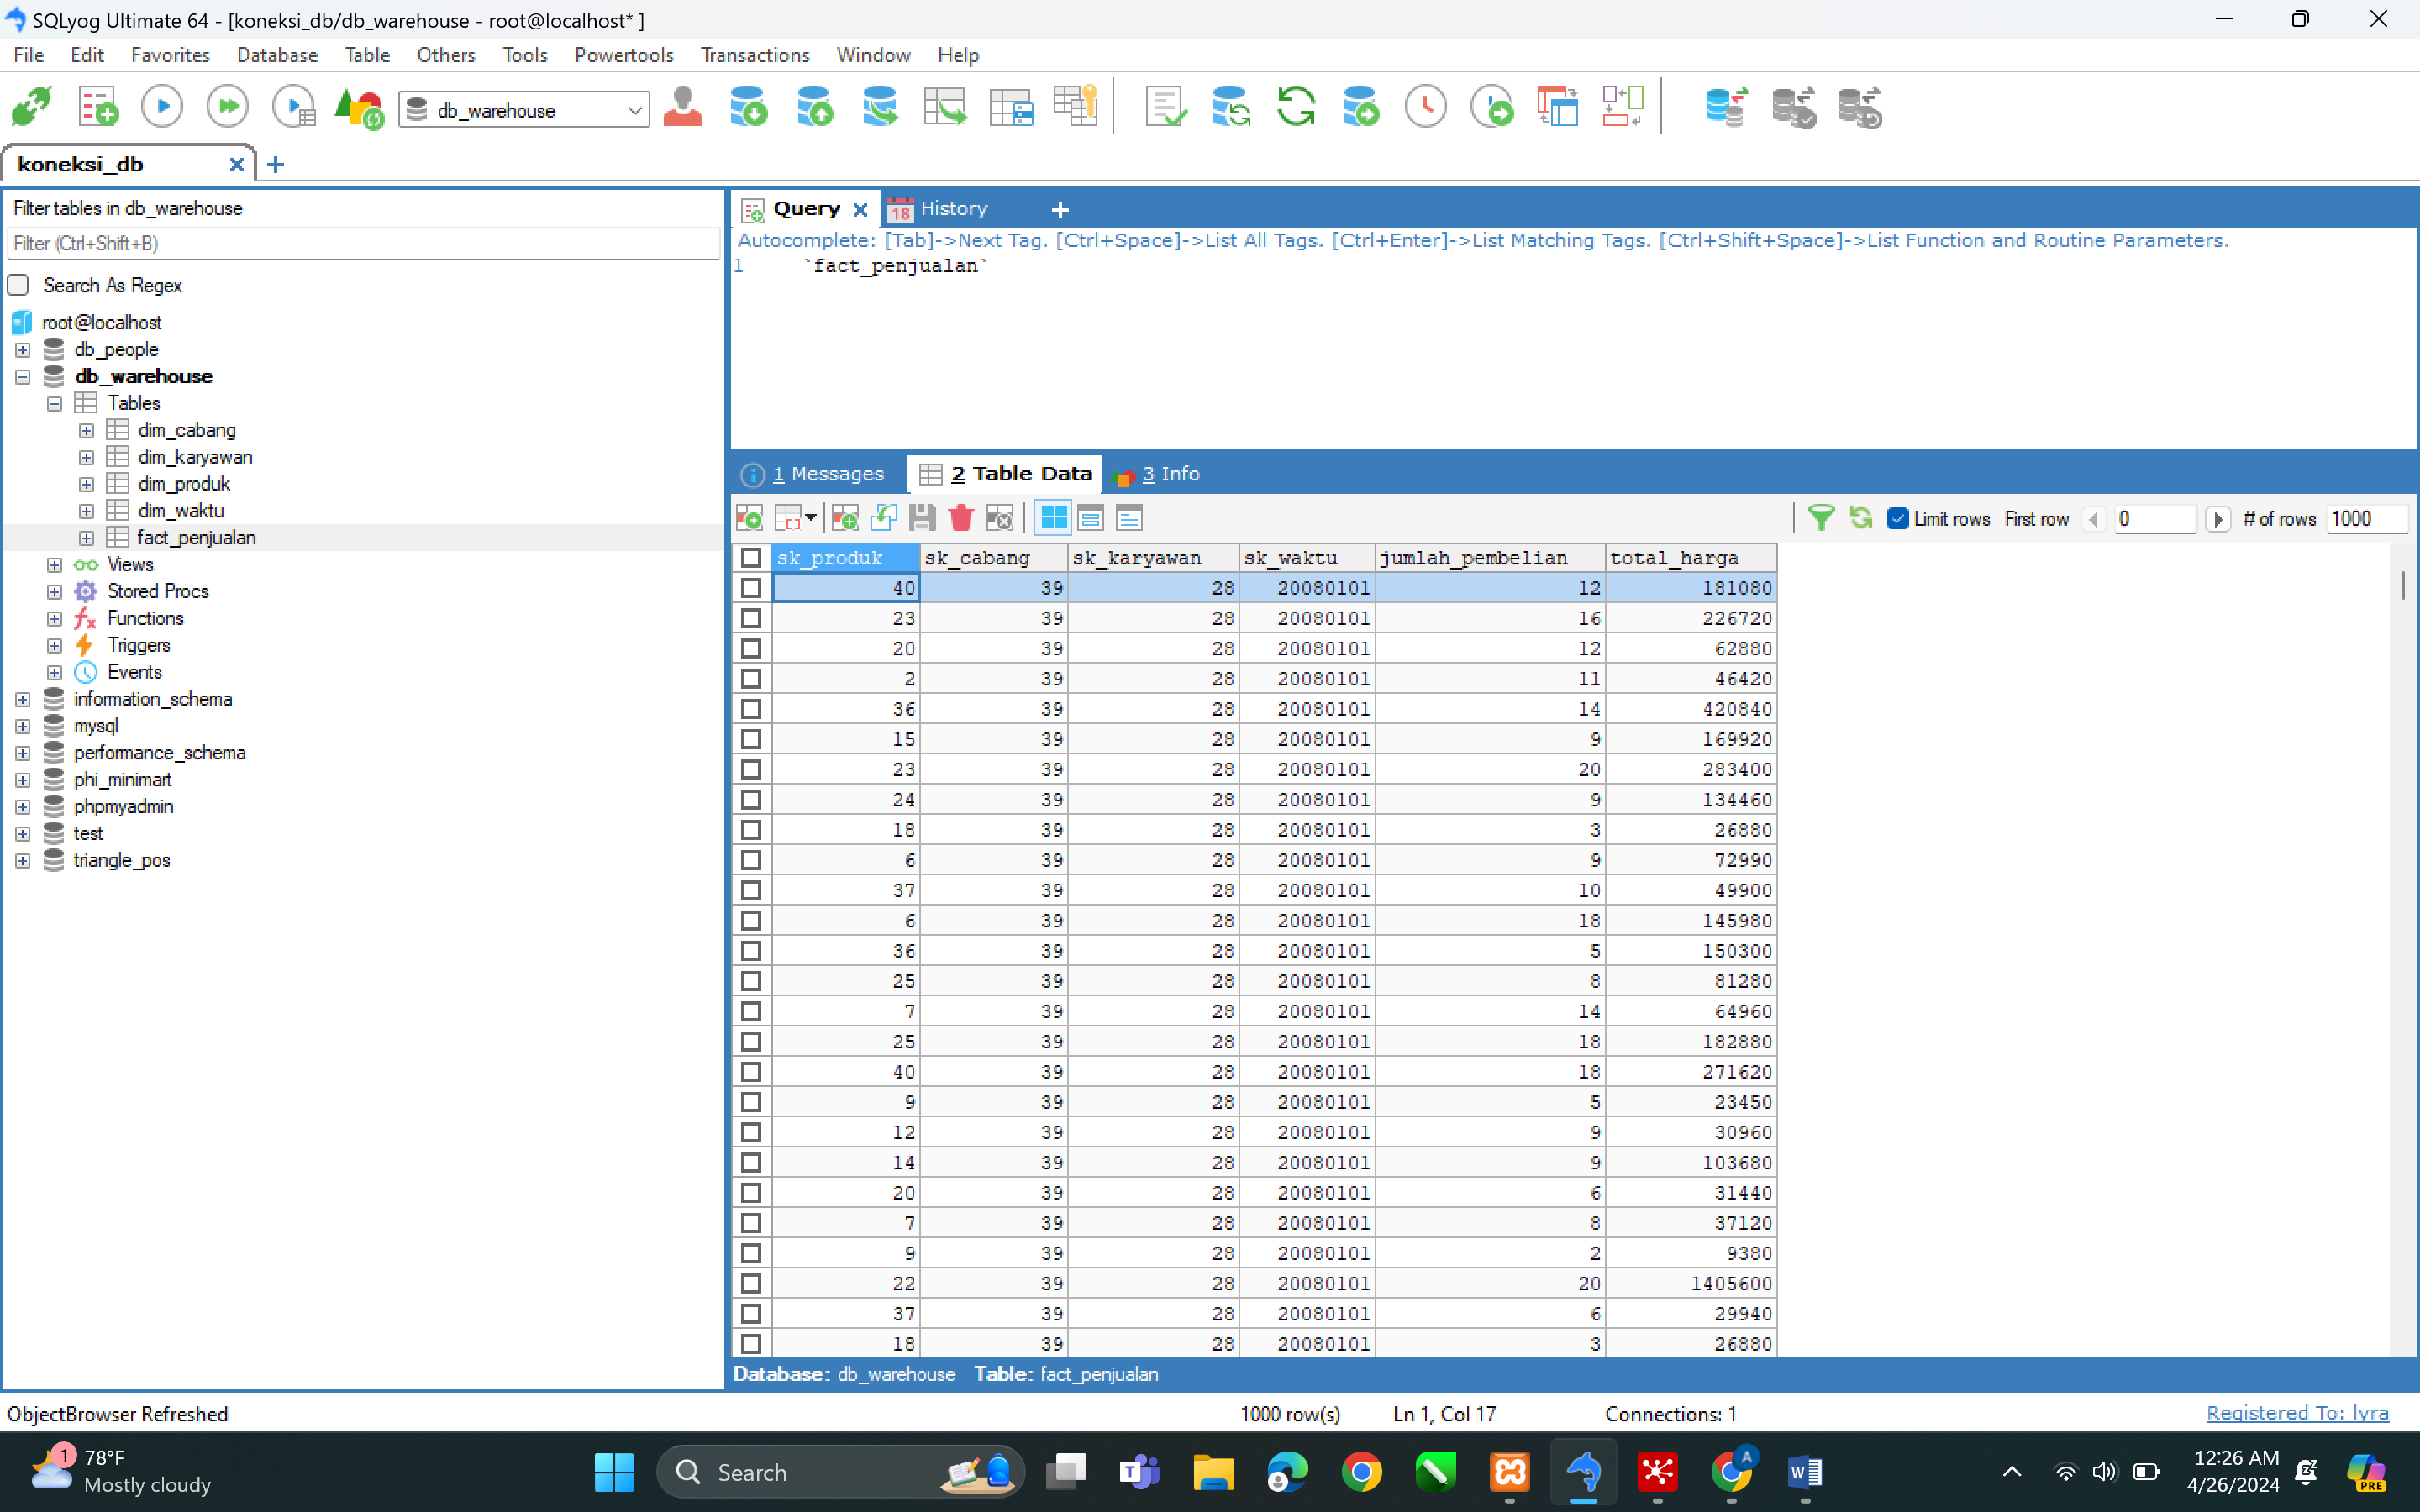 SQLyog Ultimate 64 - [koneksi_db/db_warehouse - root@localhost* ]
File Edit Favorites Database Table Others Tools Powertools Transactions Window Help
db_warehouse
koneksi_db
Filter tables in db_warehouse
Filter (Ctrl+Shift+B)
Search As Regex
root@localhost
db_people
db_warehouse
Tables
dim_cabang
dim_karyawan
dim_produk
dim_waktu
fact_penjualan
Views
Stored Procs
Functions
Triggers
Events
information_schema
mysql
performance_schema
phi_minimart
phpmyadmin
test
triangle_pos
Query 18 History
Autocomplete: [Tab]->Next Tag. [Ctrl+Space]->List All Tags. [Ctrl+Enter]->List Matching Tags. [Ctrl+Shift+Space]->List Function and Routine Parameters.
1 `fact_penjualan`
1 Messages 2 Table Data 3 Info
Limit rows First row 0 # of rows 1000
sk_produk sk_cabang sk_karyawan sk_waktu jumlah_pembelian total_harga
40 39 28 20080101 12 181080
23 39 28 20080101 16 226720
20 39 28 20080101 12 62880
2 39 28 20080101 11 46420
36 39 28 20080101 14 420840
15 39 28 20080101 9 169920
23 39 28 20080101 20 283400
24 39 28 20080101 9 134460
18 39 28 20080101 3 26880
6 39 28 20080101 9 72990
37 39 28 20080101 10 49900
6 39 28 20080101 18 145980
36 39 28 20080101 5 150300
25 39 28 20080101 8 81280
7 39 28 20080101 14 64960
25 39 28 20080101 18 182880
40 39 28 20080101 18 271620
9 39 28 20080101 5 23450
12 39 28 20080101 9 30960
14 39 28 20080101 9 103680
20 39 28 20080101 6 31440
7 39 28 20080101 8 37120
9 39 28 20080101 2 9380
22 39 28 20080101 20 1405600
37 39 28 20080101 6 29940
18 39 28 20080101 3 26880
Database: db_warehouse Table: fact_penjualan
ObjectBrowser Refreshed 1000 row(s) Ln 1, Col 17 Connections: 1 Registered To: lyra
1 78°F
Mostly cloudy
Search
12:26 AM
4/26/2024
PRE